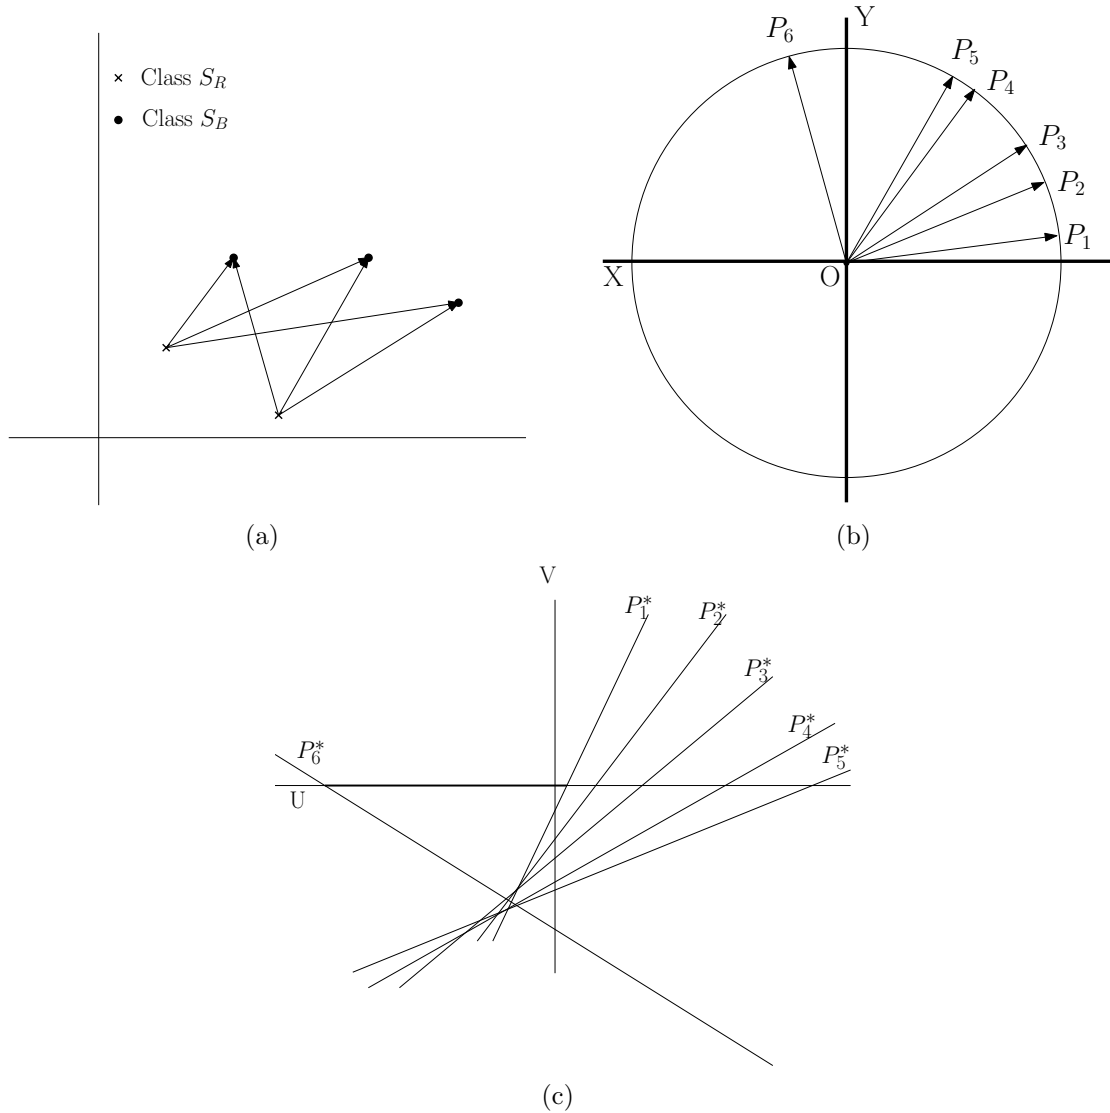 × Class $S_R$
● Class $S_B$
(a)
Y
$P_6$
$P_5$
$P_4$
$P_3$
$P_2$
$P_1$
X
O
(b)
V
$P_1^*$
$P_2^*$
$P_3^*$
$P_4^*$
$P_5^*$
$P_6^*$
U
(c)